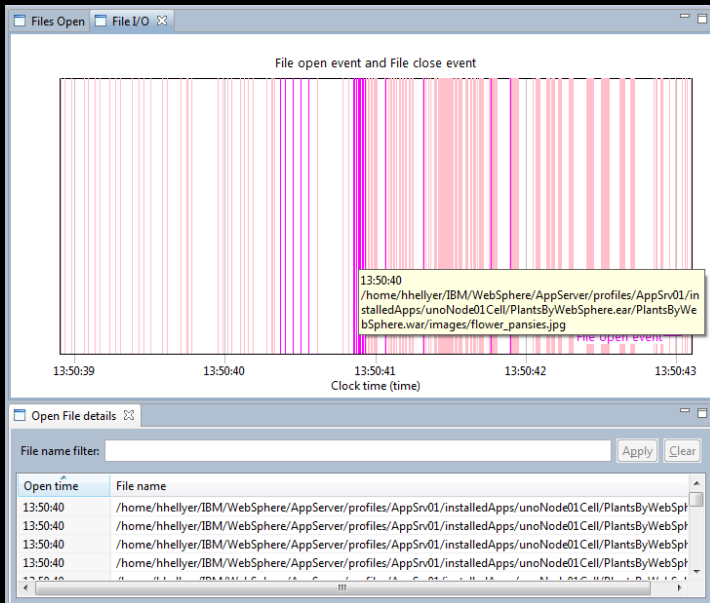 Files Open File I/O
File open event and File close event
13:50:40
/home/hhellyer/IBM/WebSphere/AppServer/profiles/AppSrv01/in
stalledApps/unoNode01Cell/PlantsByWebSphere.ear/PlantsByWe
bSphere.war/images/flower_pansies.jpg
File open event
13:50:39 13:50:40 13:50:41 13:50:42 13:50:43
Clock time (time)
Open File details
File name filter: Apply Clear
Open time File name
13:50:40 /home/hhellyer/IBM/WebSphere/AppServer/profiles/AppSrv01/installedApps/unoNode01Cell/PlantsByWebSph
13:50:40 /home/hhellyer/IBM/WebSphere/AppServer/profiles/AppSrv01/installedApps/unoNode01Cell/PlantsByWebSph
13:50:40 /home/hhellyer/IBM/WebSphere/AppServer/profiles/AppSrv01/installedApps/unoNode01Cell/PlantsByWebSph
13:50:40 /home/hhellyer/IBM/WebSphere/AppServer/profiles/AppSrv01/installedApps/unoNode01Cell/PlantsByWebSph